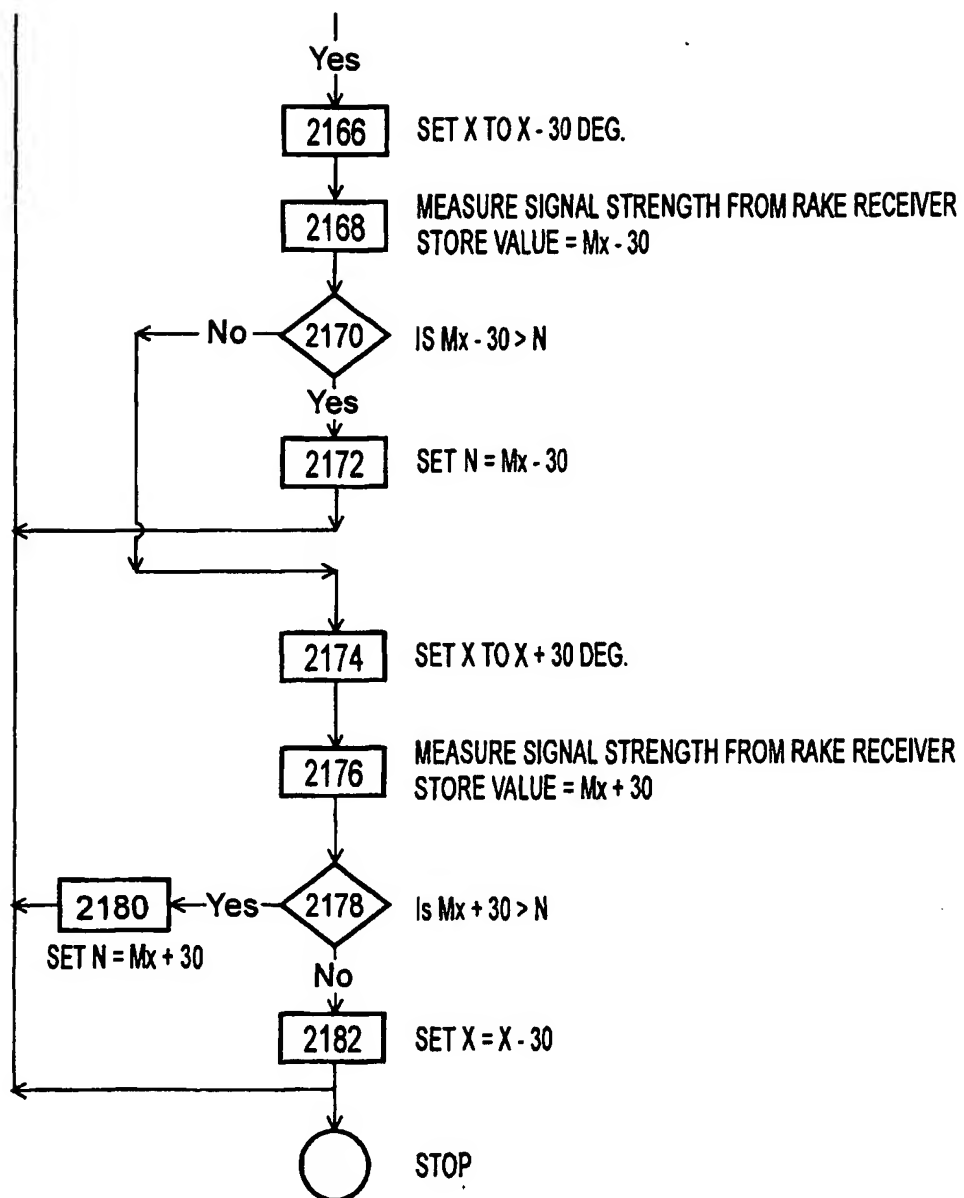 Yes
2166 SET X TO X - 30 DEG.
2168 MEASURE SIGNAL STRENGTH FROM RAKE RECEIVER
STORE VALUE = Mx - 30
No 2170 IS Mx - 30 > N
Yes
2172 SET N = Mx - 30
2174 SET X TO X + 30 DEG.
2176 MEASURE SIGNAL STRENGTH FROM RAKE RECEIVER
STORE VALUE = Mx + 30
2180 Yes 2178 Is Mx + 30 > N
SET N = Mx + 30
No
2182 SET X = X - 30
STOP